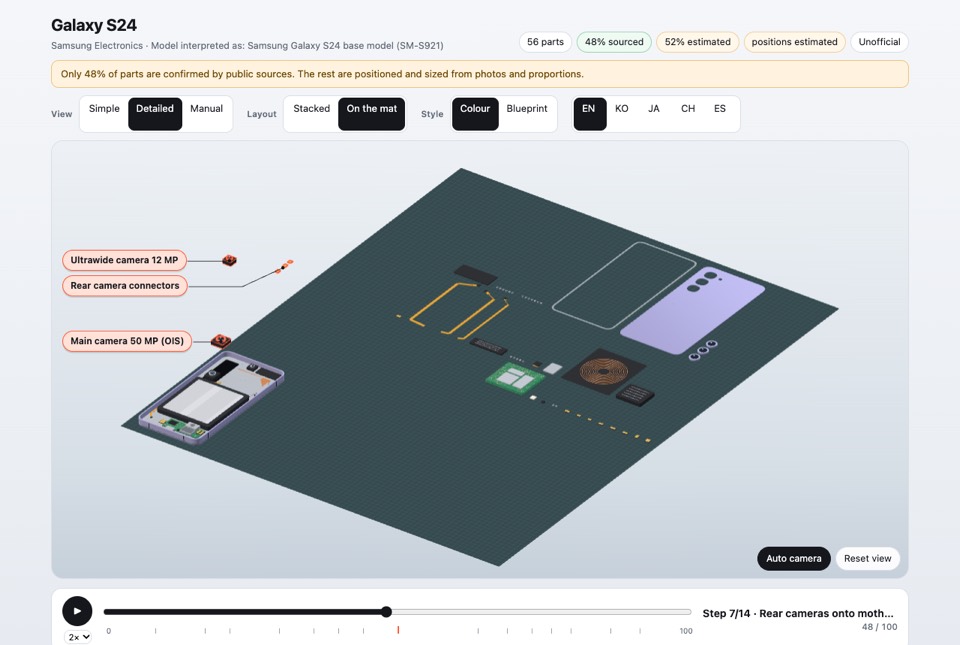 Galaxy S24
Samsung Electronics · Model interpreted as: Samsung Galaxy S24 base model (SM-S921)
56 parts
48% sourced
52% estimated
positions estimated
Unofficial
Only 48% of parts are confirmed by public sources. The rest are positioned and sized from photos and proportions.
View
Simple
Detailed
Manual
Layout
Stacked
On the mat
Style
Colour
Blueprint
EN
KO
JA
CH
ES
Ultrawide camera 12 MP
Rear camera connectors
Main camera 50 MP (OIS)
Auto camera
Reset view
Step 7/14 · Rear cameras onto moth...
48 / 100
2×
0
100